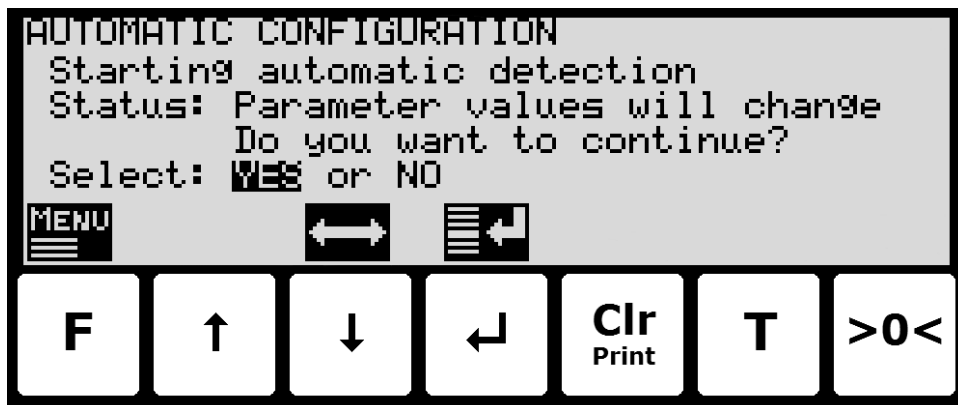 AUTOMATIC CONFIGURATION
Starting automatic detection
Status: Parameter values will change
Do you want to continue?
Select: YES or NO
MENU
F ↑ ↓ ↵ Clr T >0<
Print